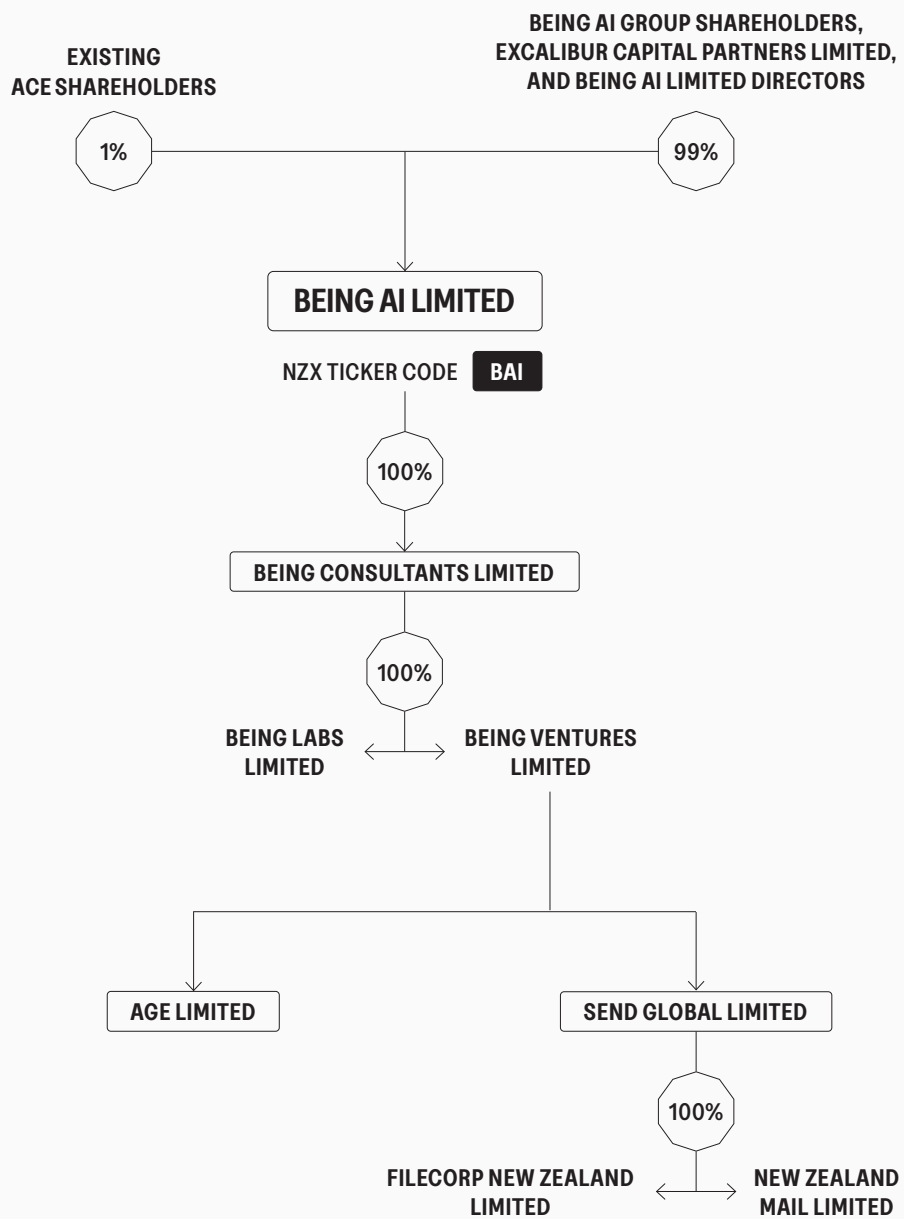 EXISTING
ACE SHAREHOLDERS
BEING AI GROUP SHAREHOLDERS,
EXCALIBUR CAPITAL PARTNERS LIMITED,
AND BEING AI LIMITED DIRECTORS
1%
99%
BEING AI LIMITED
NZX TICKER CODE BAI
100%
BEING CONSULTANTS LIMITED
100%
BEING LABS
LIMITED
BEING VENTURES
LIMITED
AGE LIMITED
SEND GLOBAL LIMITED
100%
FILECORP NEW ZEALAND
LIMITED
NEW ZEALAND
MAIL LIMITED